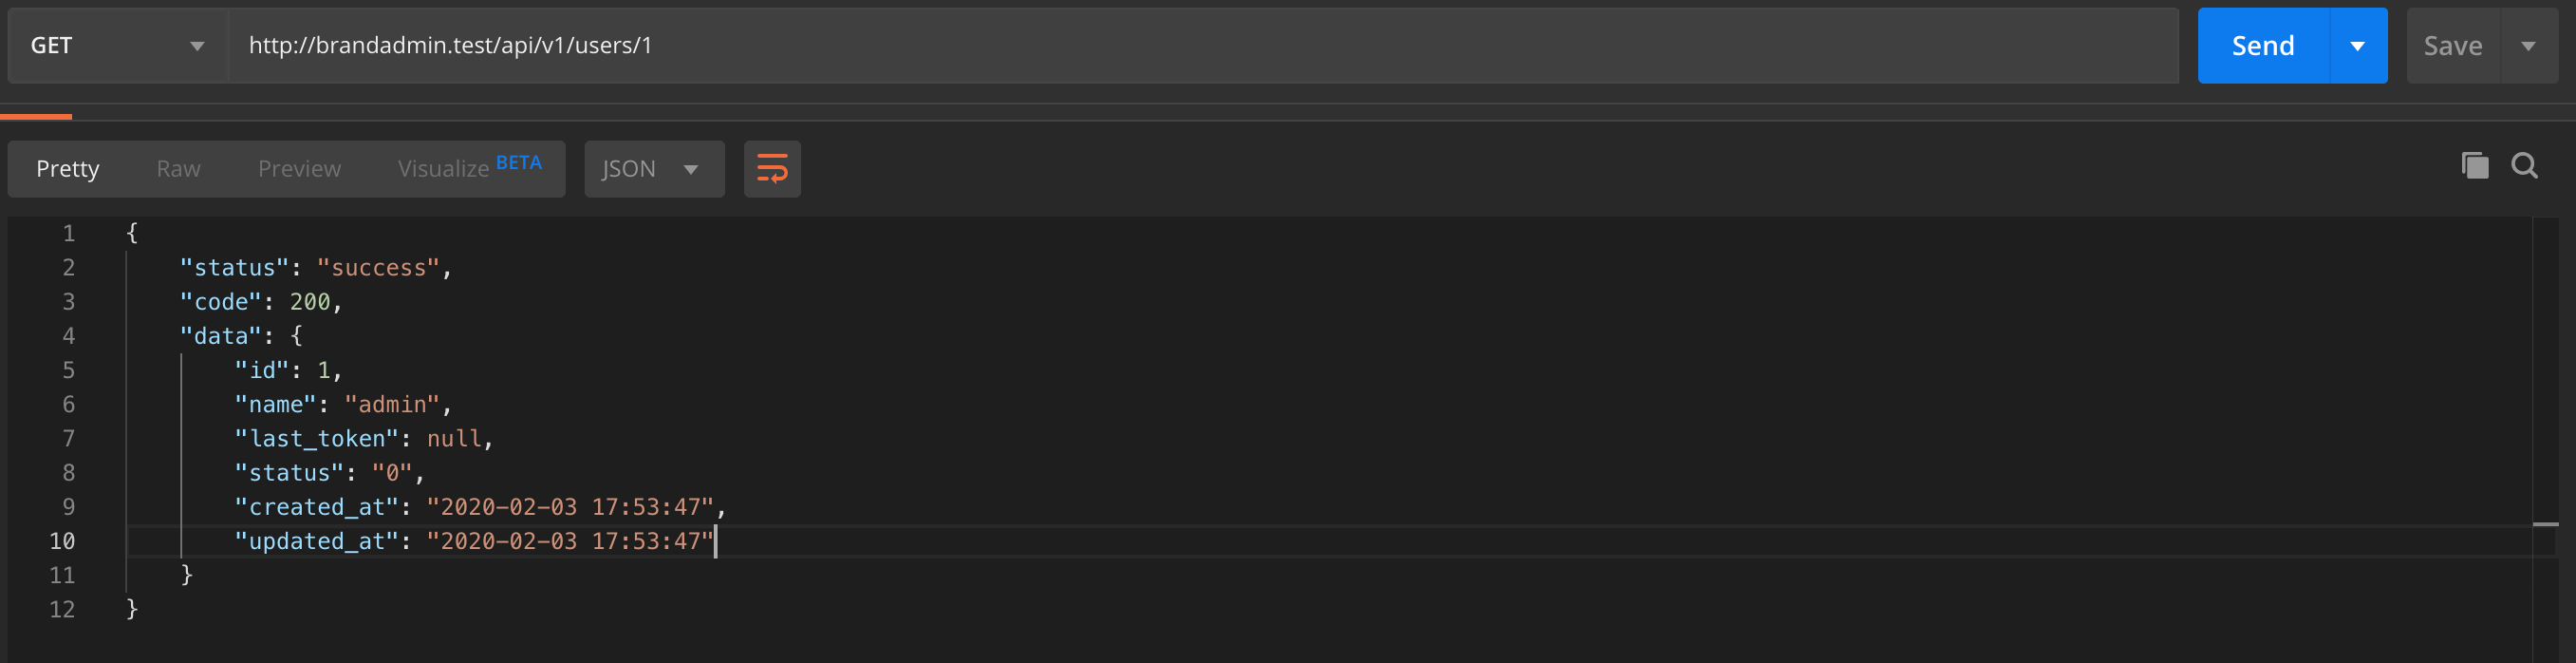 GET http://brandadmin.test/api/v1/users/1 Send Save
Pretty Raw Preview Visualize BETA JSON
1 {
2 "status": "success",
3 "code": 200,
4 "data": {
5 "id": 1,
6 "name": "admin",
7 "last_token": null,
8 "status": "0",
9 "created_at": "2020-02-03 17:53:47",
10 "updated_at": "2020-02-03 17:53:47"
11 }
12 }